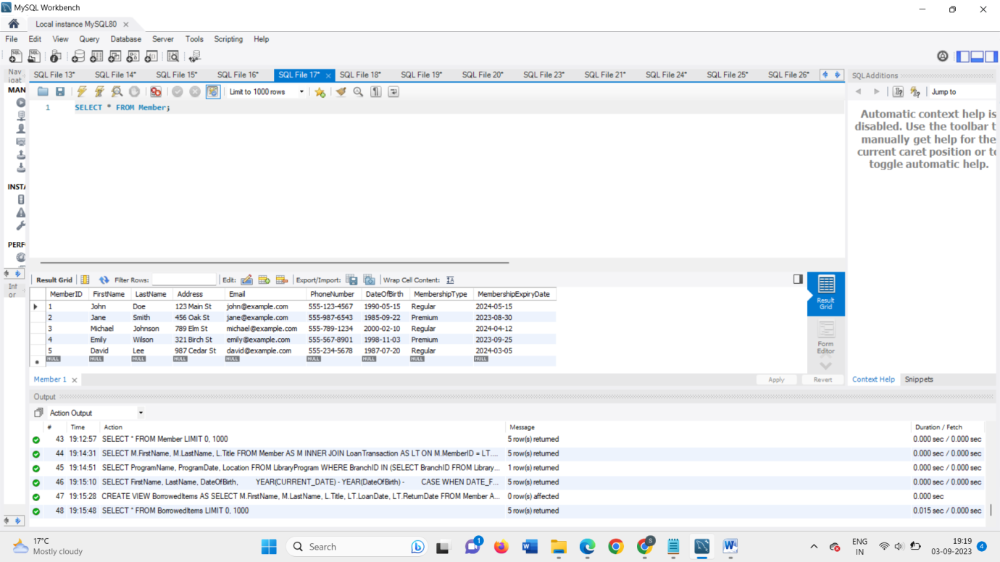 MySQL Workbench
Local instance MySQL80
File Edit View Query Database Server Tools Scripting Help
Nav
igat
MAN
INST
PERF
Inf
or
SQL File 13* SQL File 14* SQL File 15* SQL File 16* SQL File 17* SQL File 18* SQL File 19* SQL File 20* SQL File 23* SQL File 21* SQL File 24* SQL File 25* SQL File 26*
Limit to 1000 rows
1 SELECT * FROM Member;
SQLAdditions
Jump to
Automatic context help is
disabled. Use the toolbar t
manually get help for the
current caret position or to
toggle automatic help.
Result Grid Filter Rows: Edit: Export/Import: Wrap Cell Content:
MemberID FirstName LastName Address Email PhoneNumber DateOfBirth MembershipType MembershipExpiryDate
1 John Doe 123 Main St john@example.com 555-123-4567 1990-05-15 Regular 2024-05-15
2 Jane Smith 456 Oak St jane@example.com 555-987-6543 1985-09-22 Premium 2023-08-30
3 Michael Johnson 789 Elm St michael@example.com 555-789-1234 2000-02-10 Regular 2024-04-12
4 Emily Wilson 321 Birch St emily@example.com 555-567-8901 1998-11-03 Premium 2023-09-25
5 David Lee 987 Cedar St david@example.com 555-234-5678 1987-07-20 Regular 2024-03-05
NULL NULL NULL NULL NULL NULL NULL NULL NULL
Result
Grid
Form
Editor
Member 1
Apply Revert
Context Help Snippets
Output
Action Output
# Time Action Message Duration / Fetch
43 19:12:57 SELECT * FROM Member LIMIT 0, 1000 5 row(s) returned 0.000 sec / 0.000 sec
44 19:14:31 SELECT M.FirstName, M.LastName, L.Title FROM Member AS M INNER JOIN LoanTransaction AS LT ON M.MemberID = LT.... 5 row(s) returned 0.000 sec / 0.000 sec
45 19:14:51 SELECT ProgramName, ProgramDate, Location FROM LibraryProgram WHERE BranchID IN (SELECT BranchID FROM Library... 1 row(s) returned 0.000 sec / 0.000 sec
46 19:15:10 SELECT FirstName, LastName, DateOfBirth, YEAR(CURRENT_DATE) - YEAR(DateOfBirth) - CASE WHEN DATE_F... 5 row(s) returned 0.000 sec / 0.000 sec
47 19:15:28 CREATE VIEW BorrowedItems AS SELECT M.FirstName, M.LastName, L.Title, LT.LoanDate, LT.ReturnDate FROM Member A... 0 row(s) affected 0.000 sec
48 19:15:48 SELECT * FROM BorrowedItems LIMIT 0, 1000 5 row(s) returned 0.015 sec / 0.000 sec
17°C
Mostly cloudy
Search
1
S
ENG
IN
19:19
03-09-2023
4